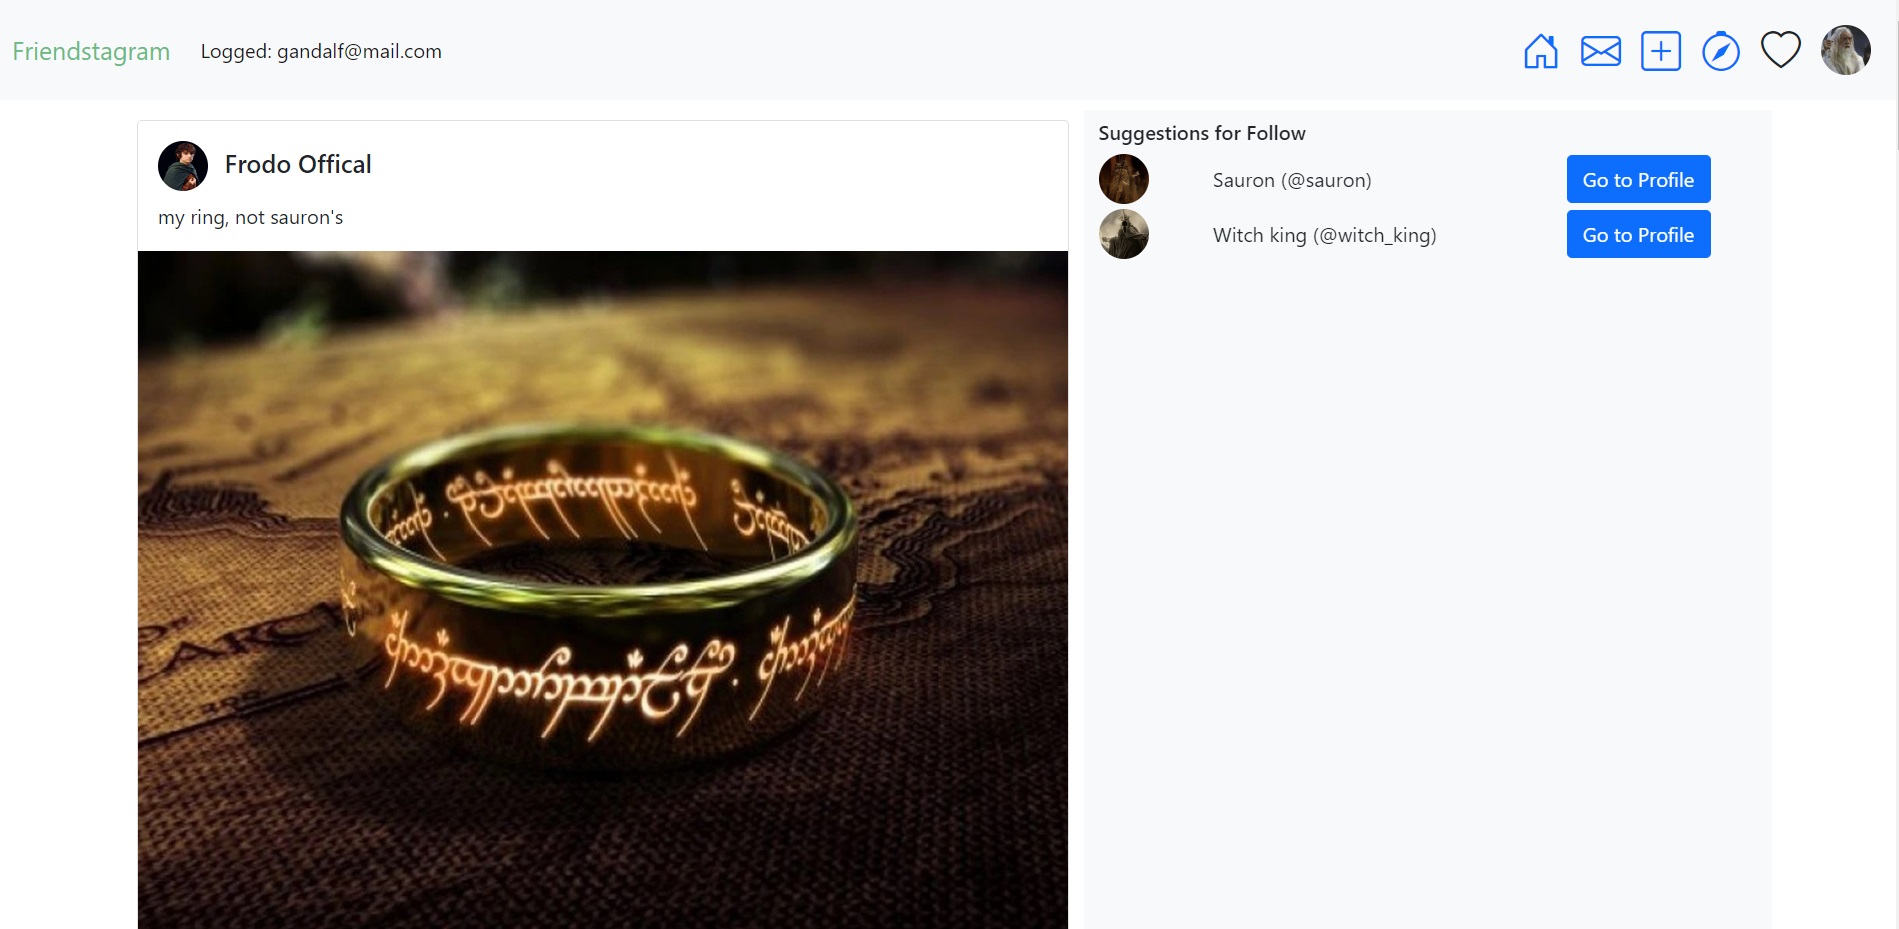 Friendstagram
Logged: gandalf@mail.com
Frodo Offical
my ring, not sauron's
Suggestions for Follow
Sauron (@sauron)
Go to Profile
Witch king (@witch_king)
Go to Profile